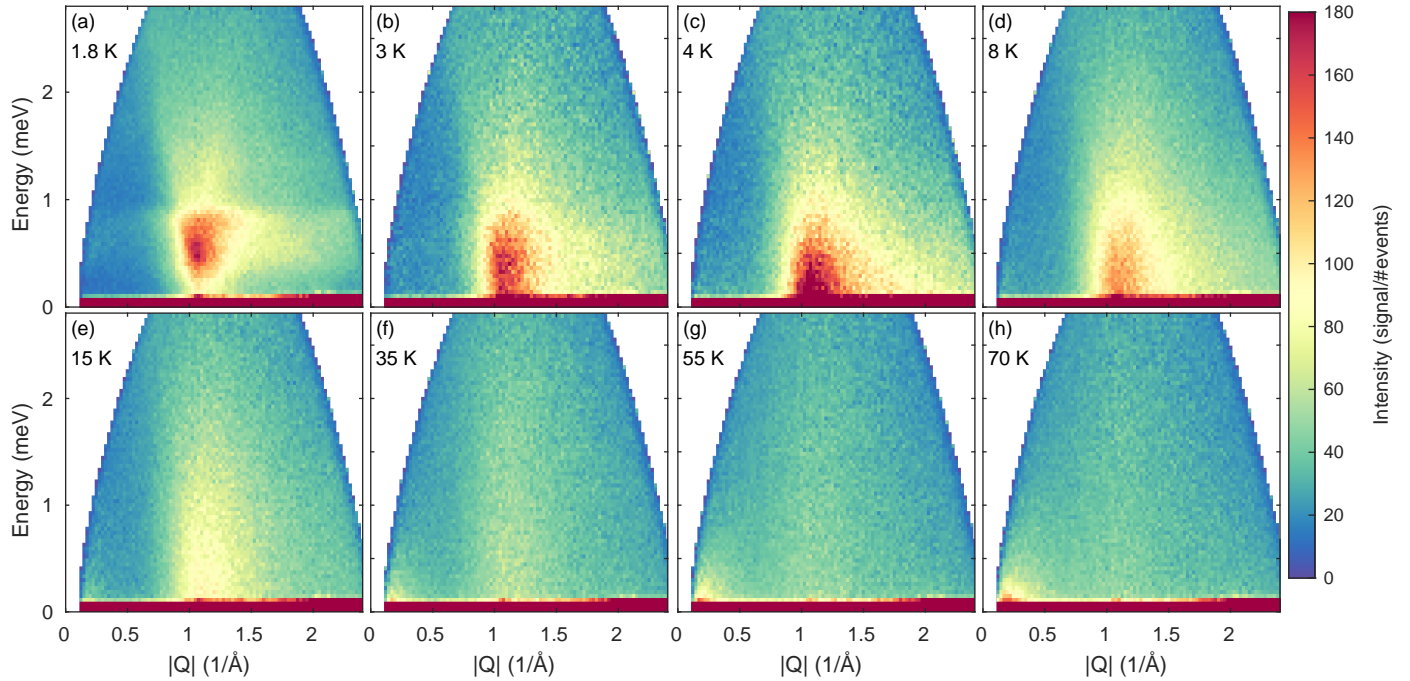 (a)
1.8 K
(b)
3 K
(c)
4 K
(d)
8 K
Energy (meV)
2
1
0
180
160
140
120
100
80
60
40
20
0
Intensity (signal/#events)
(e)
15 K
(f)
35 K
(g)
55 K
(h)
70 K
Energy (meV)
2
1
0
0 0.5 1 1.5 2
0 0.5 1 1.5 2
0 0.5 1 1.5 2
0 0.5 1 1.5 2
|Q| (1/Å)
|Q| (1/Å)
|Q| (1/Å)
|Q| (1/Å)